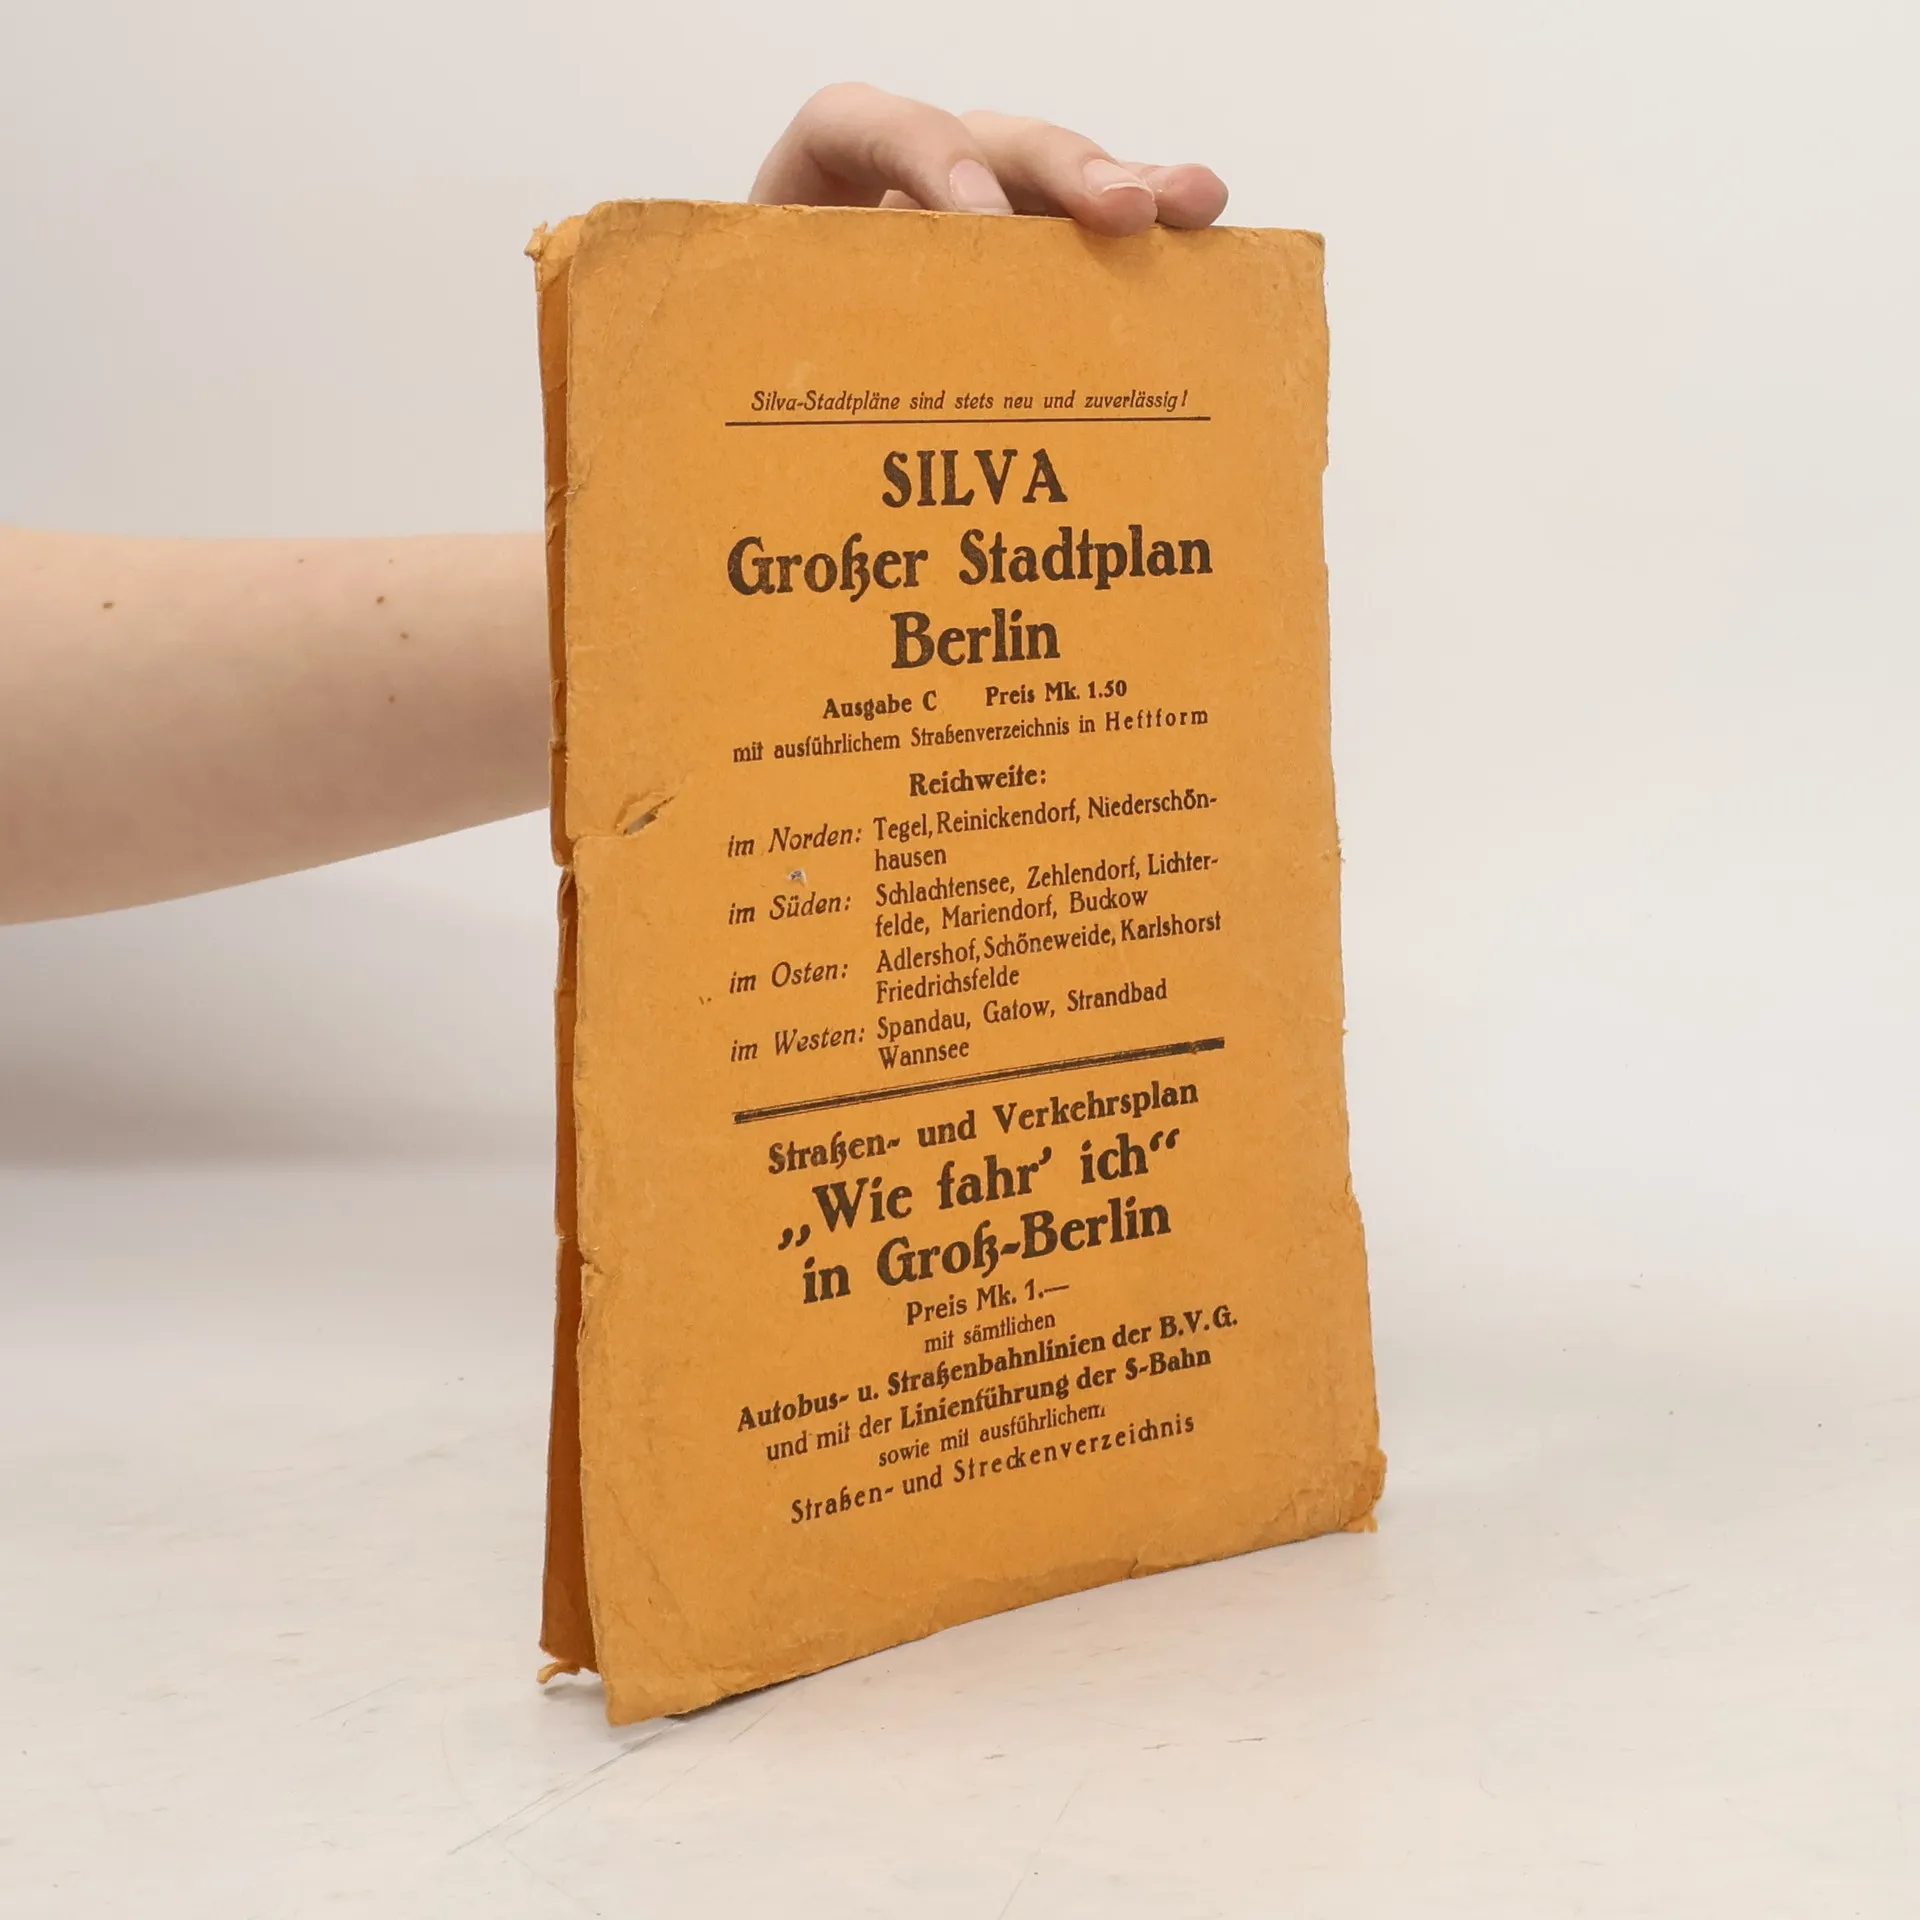 Silva-Stadtpläne sind stets neu und zuverlässig!
SILVA
Großer Stadtplan
Berlin
Ausgabe C Preis Mk. 1.50
mit ausführlichem Straßenverzeichnis in Heftform
Reichweite:
im Norden: Tegel, Reinickendorf, Niederschön-
hausen
im Süden: Schlachtensee, Zehlendorf, Lichter-
felde, Mariendorf, Buckow
im Osten: Adlershof, Schöneweide, Karlshorst
Friedrichsfelde
im Westen: Spandau, Gatow, Strandbad
Wannsee
Straßen- und Verkehrsplan
„Wie fahr’ ich“
in Groß-Berlin
Preis Mk. 1.—
mit sämtlichen
Autobus- u. Straßenbahnlinien der B.V.G.
und mit der Linienführung der S-Bahn
sowie mit ausführlichem
Straßen- und Streckenverzeichnis